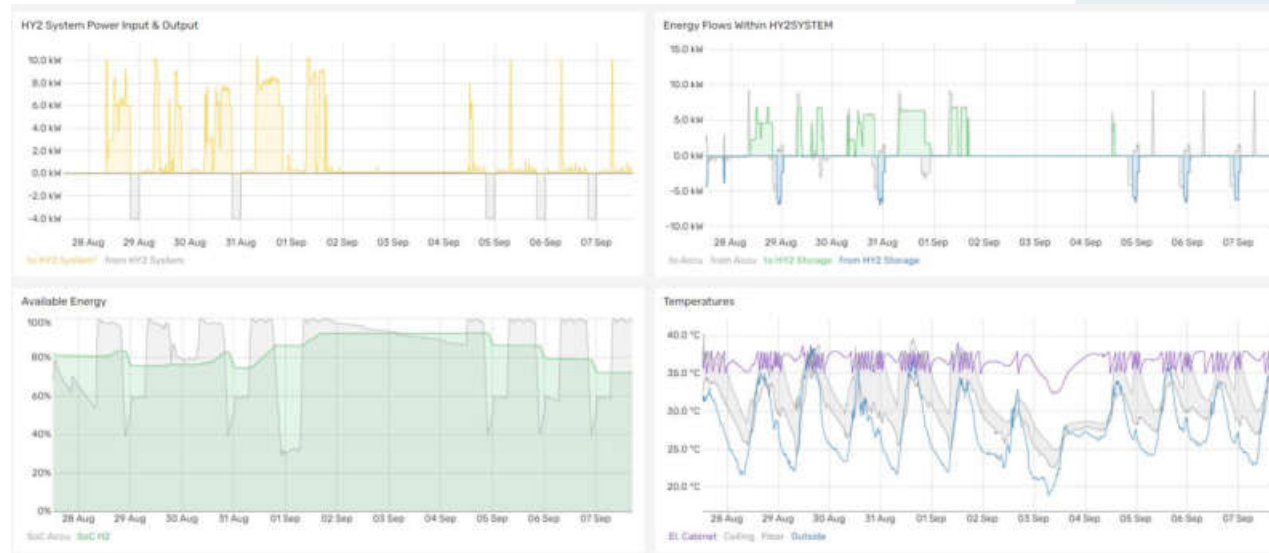 HY2 System Power Input & Output
10.0 kW
8.0 kW
6.0 kW
4.0 kW
2.0 kW
0.0 kW
-2.0 kW
-4.0 kW
28 Aug 29 Aug 30 Aug 31 Aug 01 Sep 02 Sep 03 Sep 04 Sep 05 Sep 06 Sep 07 Sep
to HY2 System from HY2 System
Energy Flows Within HY2SYSTEM
15.0 kW
10.0 kW
5.0 kW
0.0 kW
-5.0 kW
-10.0 kW
28 Aug 29 Aug 30 Aug 31 Aug 01 Sep 02 Sep 03 Sep 04 Sep 05 Sep 06 Sep 07 Sep
to Accu from Accu to HY2 Storage from HY2 Storage
Available Energy
100%
80%
60%
40%
20%
0%
28 Aug 29 Aug 30 Aug 31 Aug 01 Sep 02 Sep 03 Sep 04 Sep 05 Sep 06 Sep 07 Sep
SoC Accu SoC H2
Temperatures
40.0 °C
35.0 °C
30.0 °C
25.0 °C
20.0 °C
28 Aug 29 Aug 30 Aug 31 Aug 01 Sep 02 Sep 03 Sep 04 Sep 05 Sep 06 Sep 07 Sep
El. Cabinet Ceiling Floor Outside